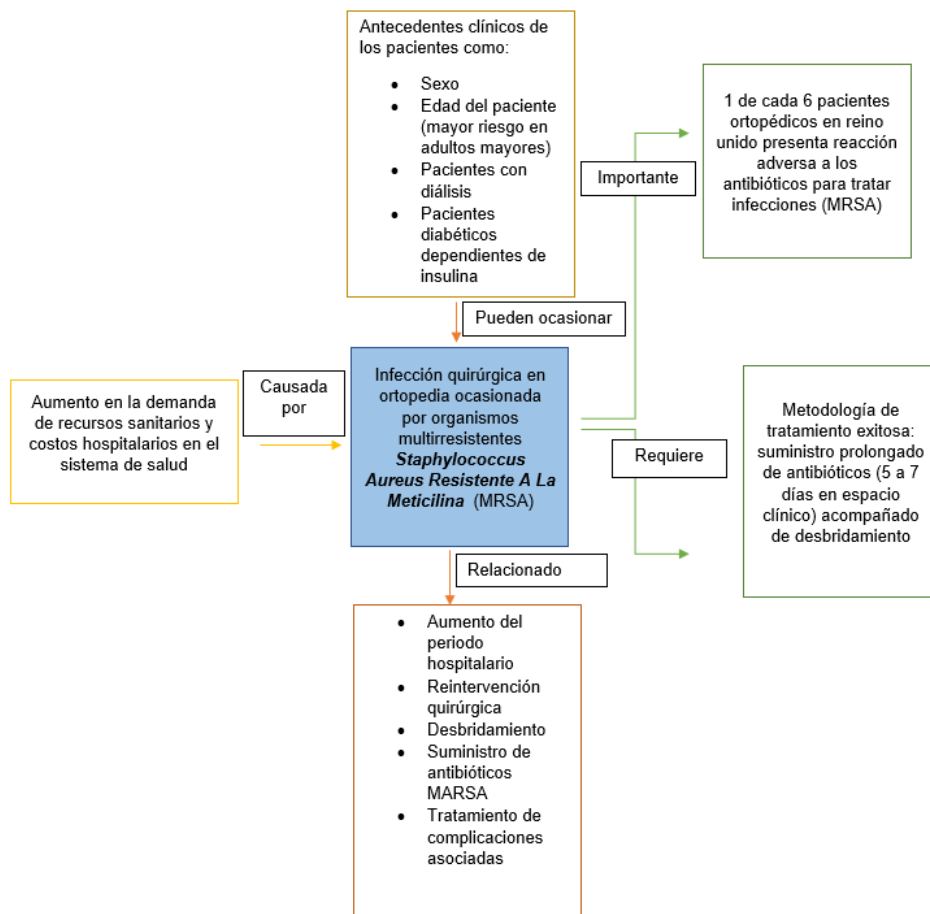 Antecedentes clínicos de
los pacientes como:
• Sexo
• Edad del paciente
(mayor riesgo en
adultos mayores)
• Pacientes con
diálisis
• Pacientes
diabéticos
dependientes de
insulina
Importante
1 de cada 6 pacientes
ortopédicos en reino
unido presenta reacción
adversa a los
antibióticos para tratar
infecciones (MRSA)
Pueden ocasionar
Aumento en la demanda
de recursos sanitarios y
costos hospitalarios en el
sistema de salud
Causada
por
Infección quirúrgica en
ortopedia ocasionada
por organismos
multirresistentes
Staphylococcus
Aureus Resistente A La
Meticilina (MRSA)
Requiere
Metodología de
tratamiento exitosa:
suministro prolongado
de antibióticos (5 a 7
días en espacio
clínico) acompañado
de desbridamiento
Relacionado
• Aumento del
periodo
hospitalario
• Reintervención
quirúrgica
• Desbridamiento
• Suministro de
antibióticos
MARSA
• Tratamiento de
complicaciones
asociadas